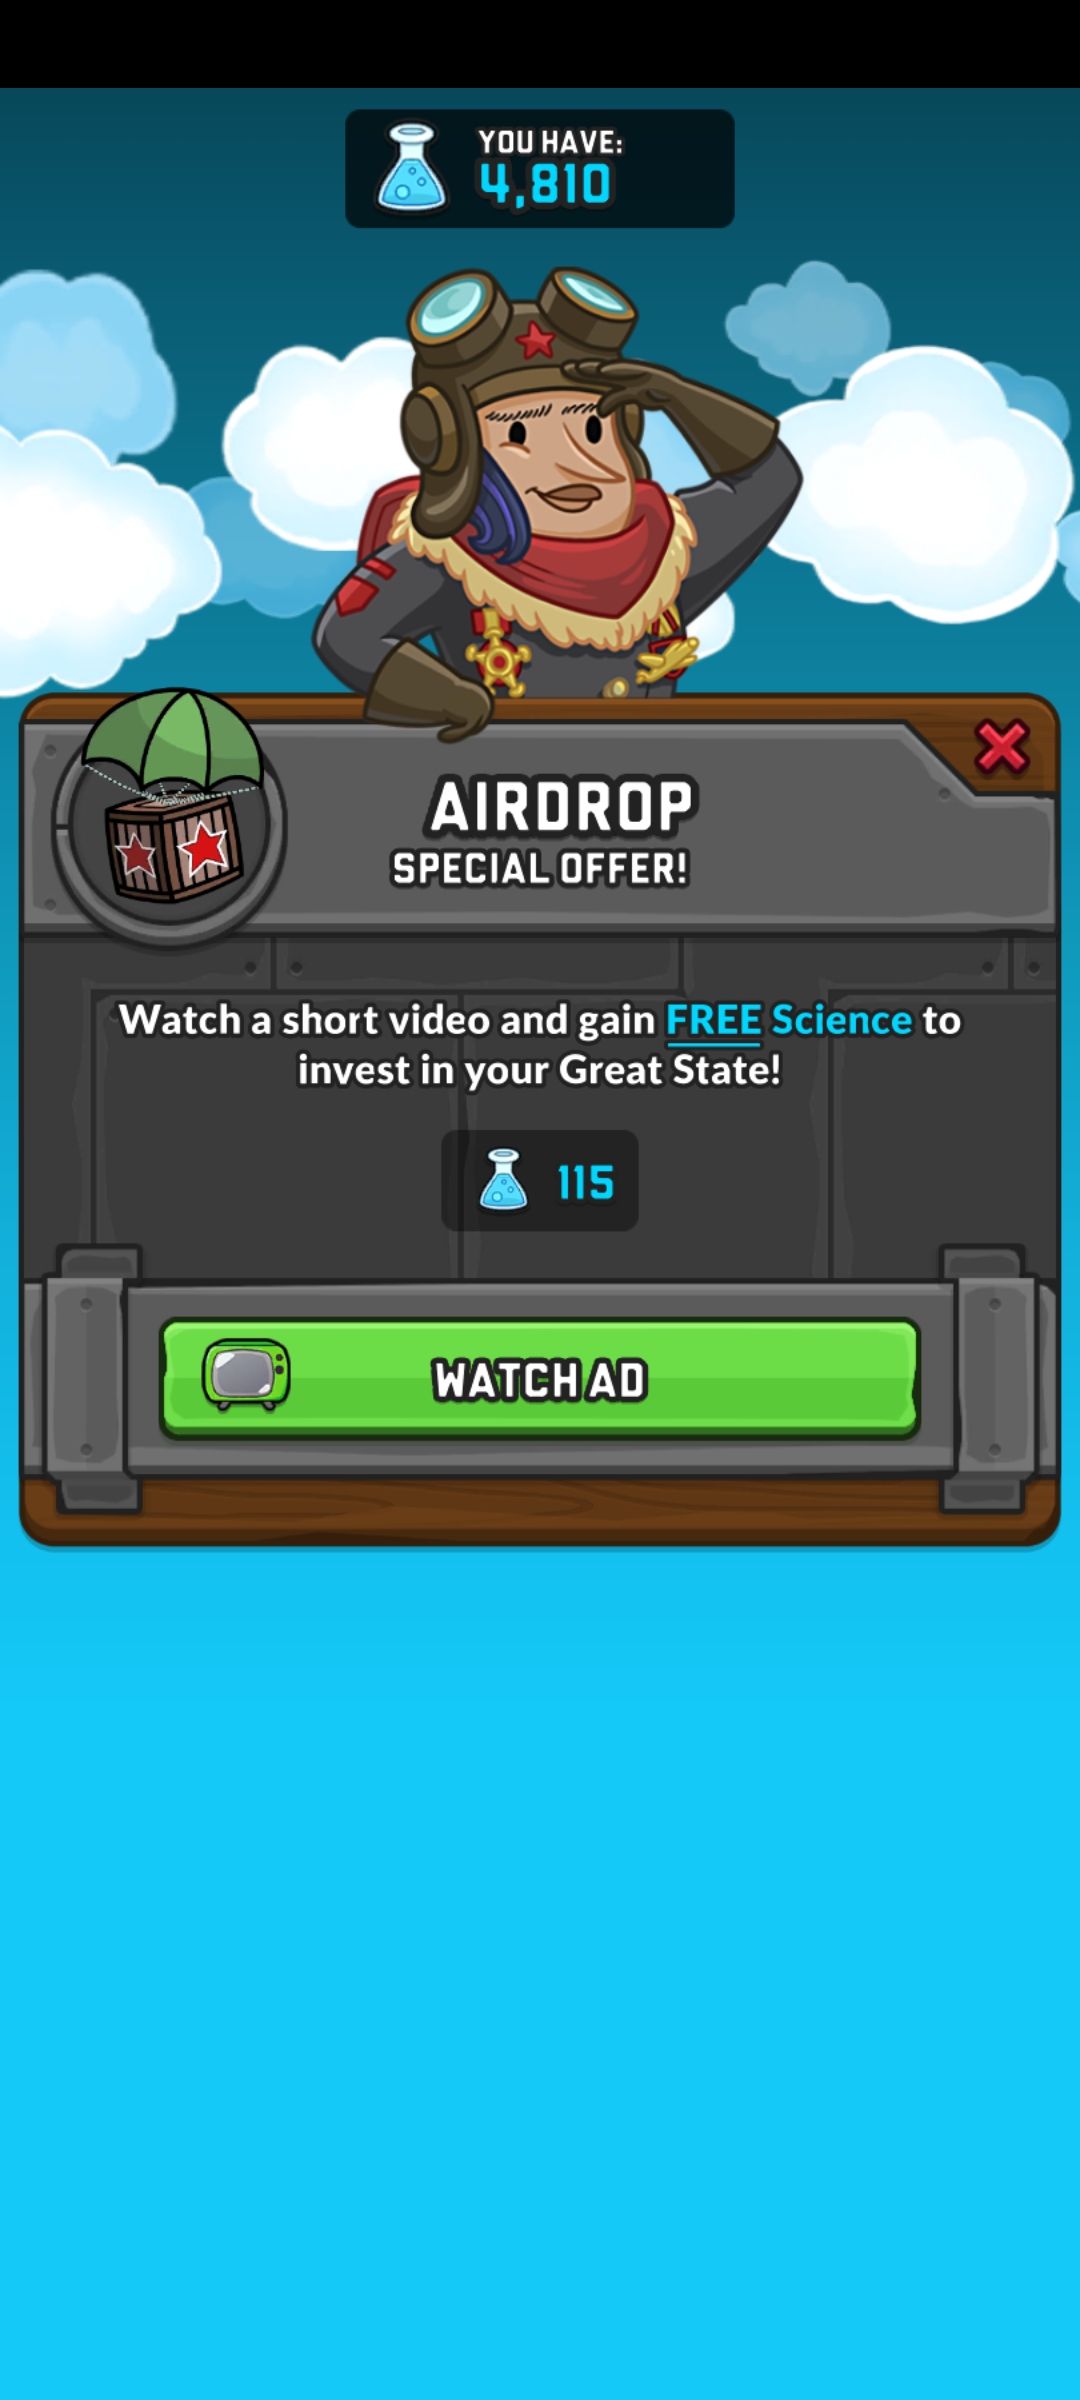 YOU HAVE:
4,810
AIRDROP
SPECIAL OFFER!
Watch a short video and gain FREE Science to
invest in your Great State!
115
WATCH AD